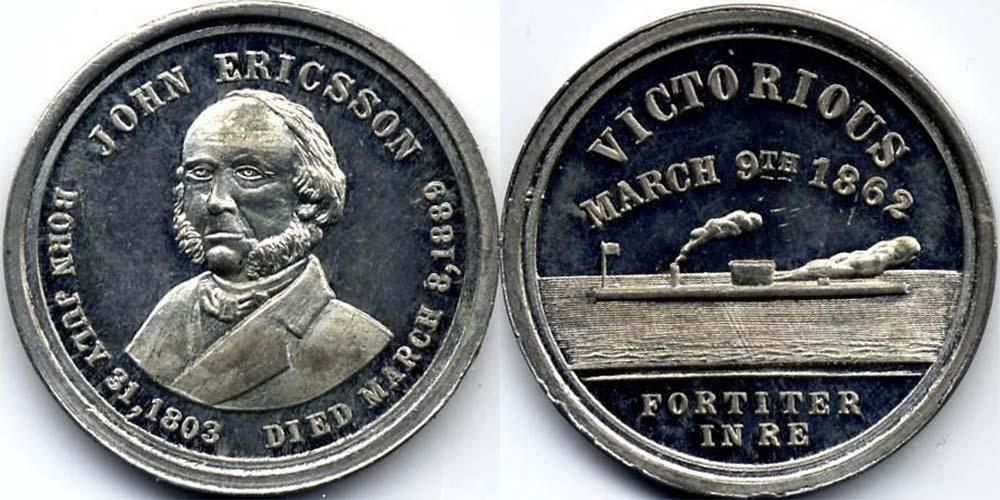 JOHN ERICSSON
BORN JULY 31, 1803 DIED MARCH 8, 1889
VICTORIOUS
MARCH 9TH 1862
FORTITER
IN RE